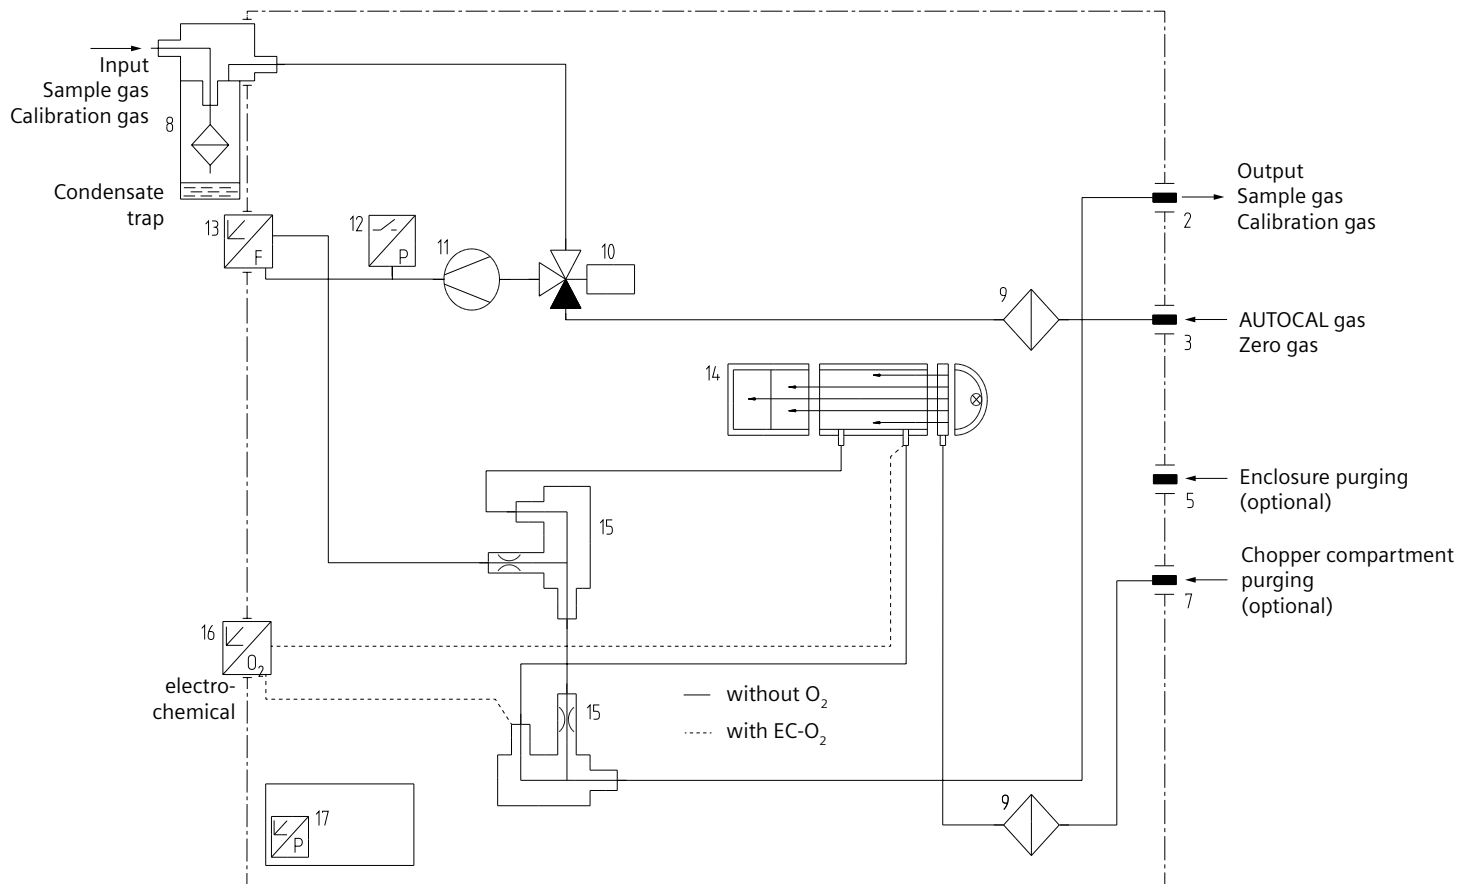 Input
Sample gas
Calibration gas
8
Condensate
trap
13
F
12
P
11
10
9
Output
Sample gas
Calibration gas
2
AUTOCAL gas
Zero gas
3
14
Enclosure purging
(optional)
5
15
Chopper compartment
purging
(optional)
7
16
O2
electro-
chemical
15
without O2
with EC-O2
17
P
9